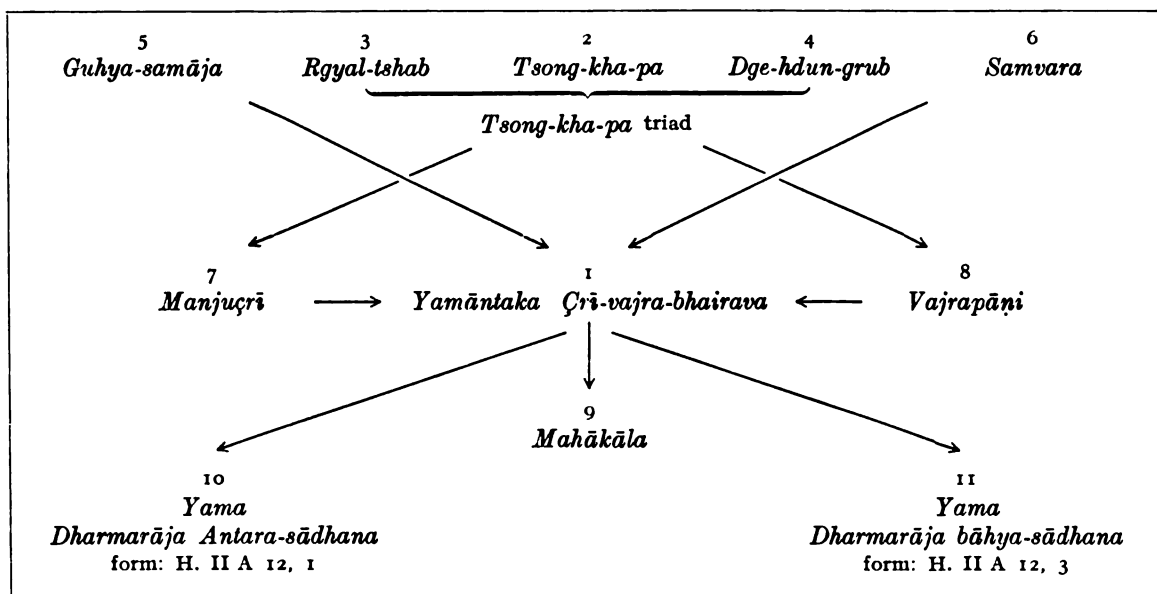 5 3 2 4 6
Guhya-samāja Rgyal-tshab Tsong-kha-pa Dge-hdun-grub Samvara
Tsong-kha-pa triad
7 1 8
Manjuçrī Yamāntaka Çrī-vajra-bhairava Vajrapāṇi
9
Mahākāla
10 11
Yama Yama
Dharmarāja Antara-sādhana Dharmarāja bāhya-sādhana
form: H. II A 12, 1 form: H. II A 12, 3